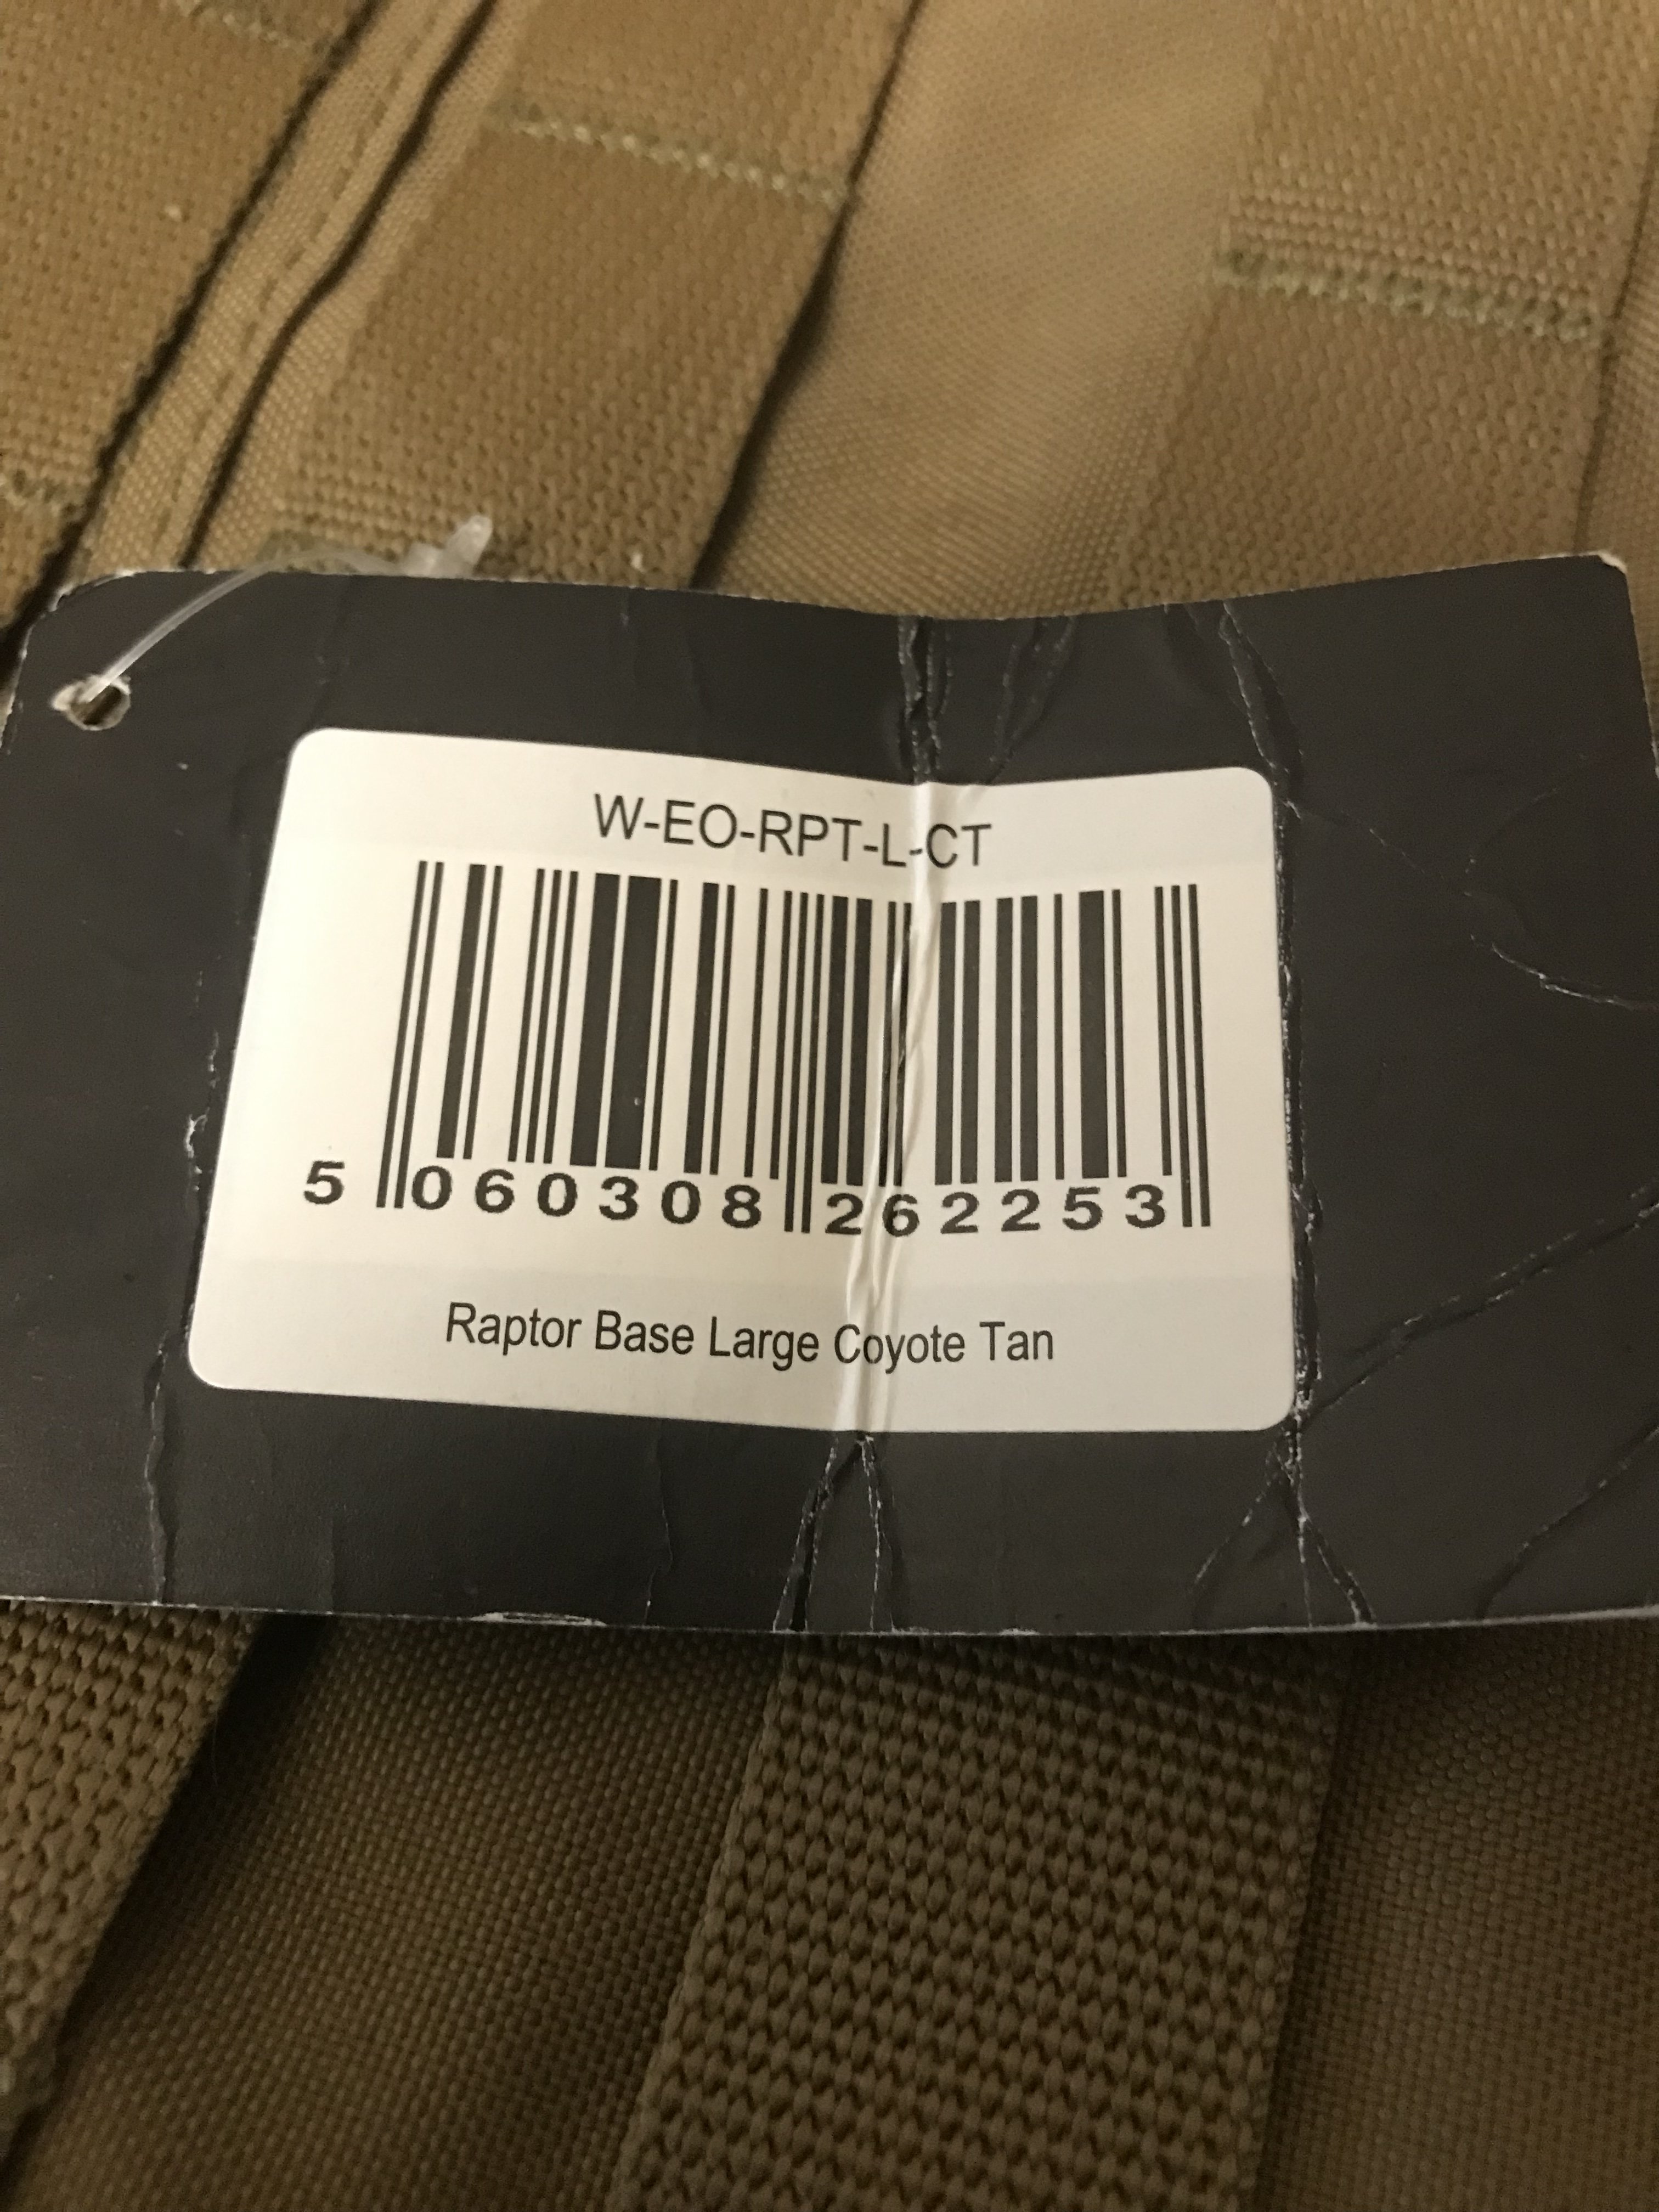 W-EO-RPT-L-CT
5 060308 262253
Raptor Base Large Coyote Tan